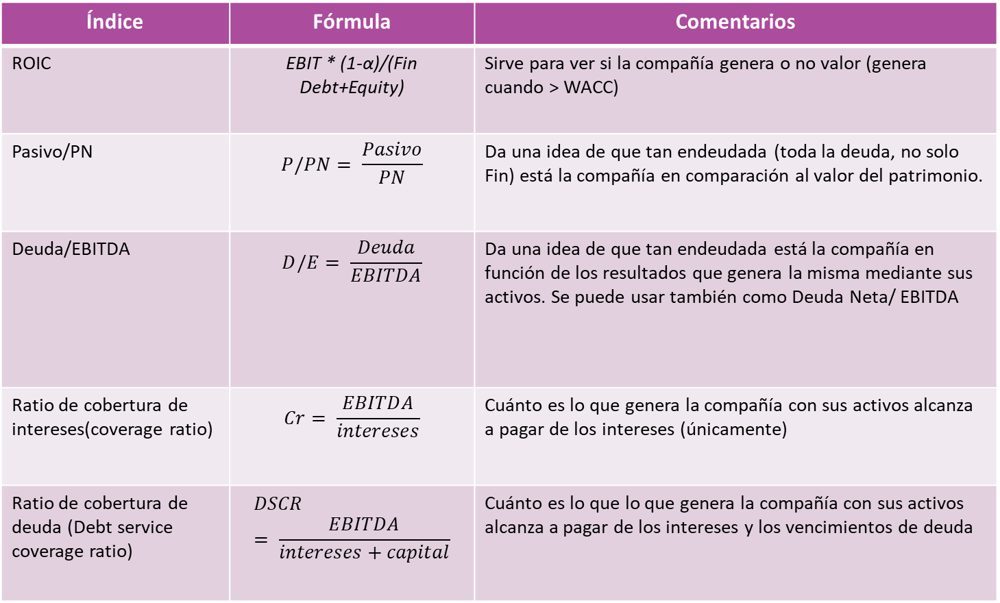 Índice
Fórmula
Comentarios
ROIC
EBIT * (1-α)/(Fin
Debt+Equity)
Sirve para ver si la compañía genera o no valor (genera
cuando > WACC)
Pasivo/PN
P/PN = Pasivo/PN
Da una idea de que tan endeudada (toda la deuda, no solo
Fin) está la compañía en comparación al valor del patrimonio.
Deuda/EBITDA
D/E = Deuda/EBITDA
Da una idea de que tan endeudada está la compañía en
función de los resultados que genera la misma mediante sus
activos. Se puede usar también como Deuda Neta/ EBITDA
Ratio de cobertura de
intereses(coverage ratio)
Cr = EBITDA/intereses
Cuánto es lo que genera la compañía con sus activos alcanza
a pagar de los intereses (únicamente)
Ratio de cobertura de
deuda (Debt service
coverage ratio)
DSCR
= EBITDA/intereses + capital
Cuánto es lo que lo que genera la compañía con sus activos
alcanza a pagar de los intereses y los vencimientos de deuda